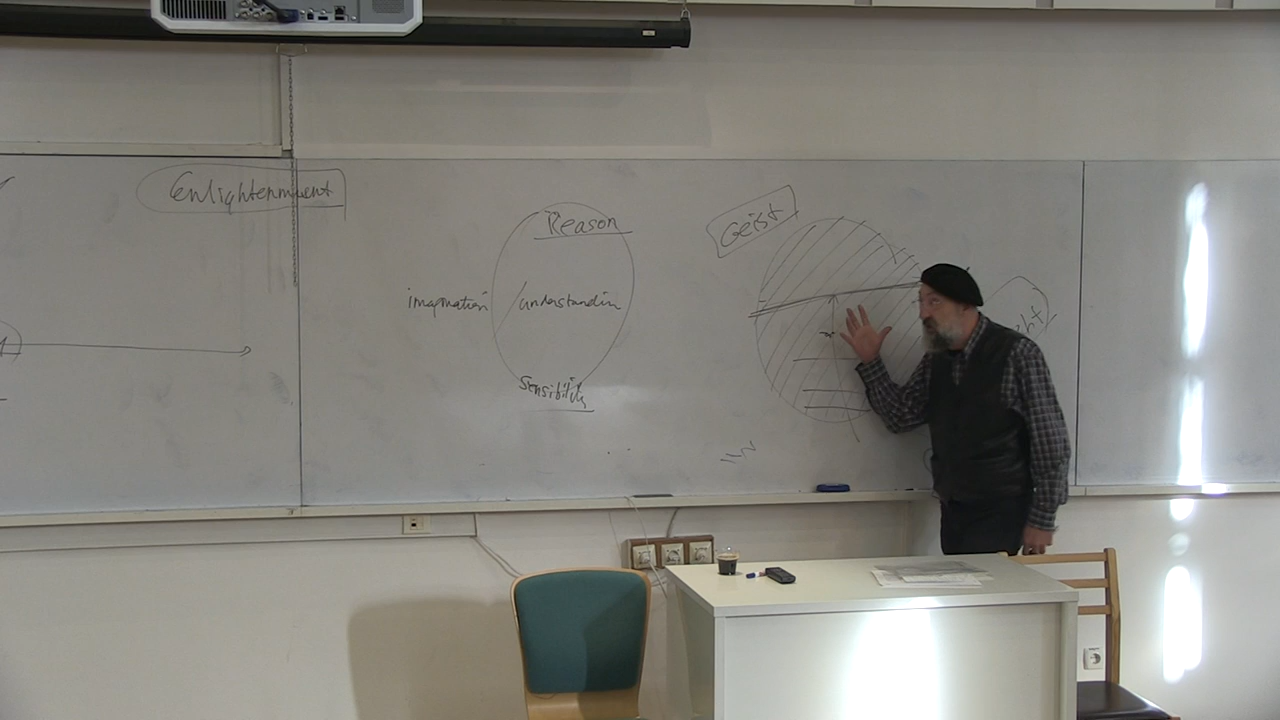 Enlightenment
Reason
imagination
understandin
Sensibility
Geist